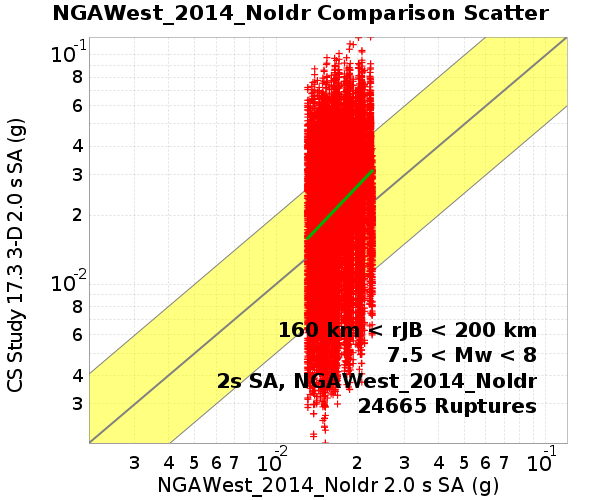 NGAWest_2014_NoIdr Comparison Scatter
CS Study 17.3 3-D 2.0 s SA (g)
10-1
8
6
4
3
2
10-2
8
6
4
3
160 km < rJB < 200 km
7.5 < Mw < 8
2s SA, NGAWest_2014_NoIdr
24665 Ruptures
3 4 5 6 7 10-2 2 3 4 5 6 7 10-1
NGAWest_2014_NoIdr 2.0 s SA (g)